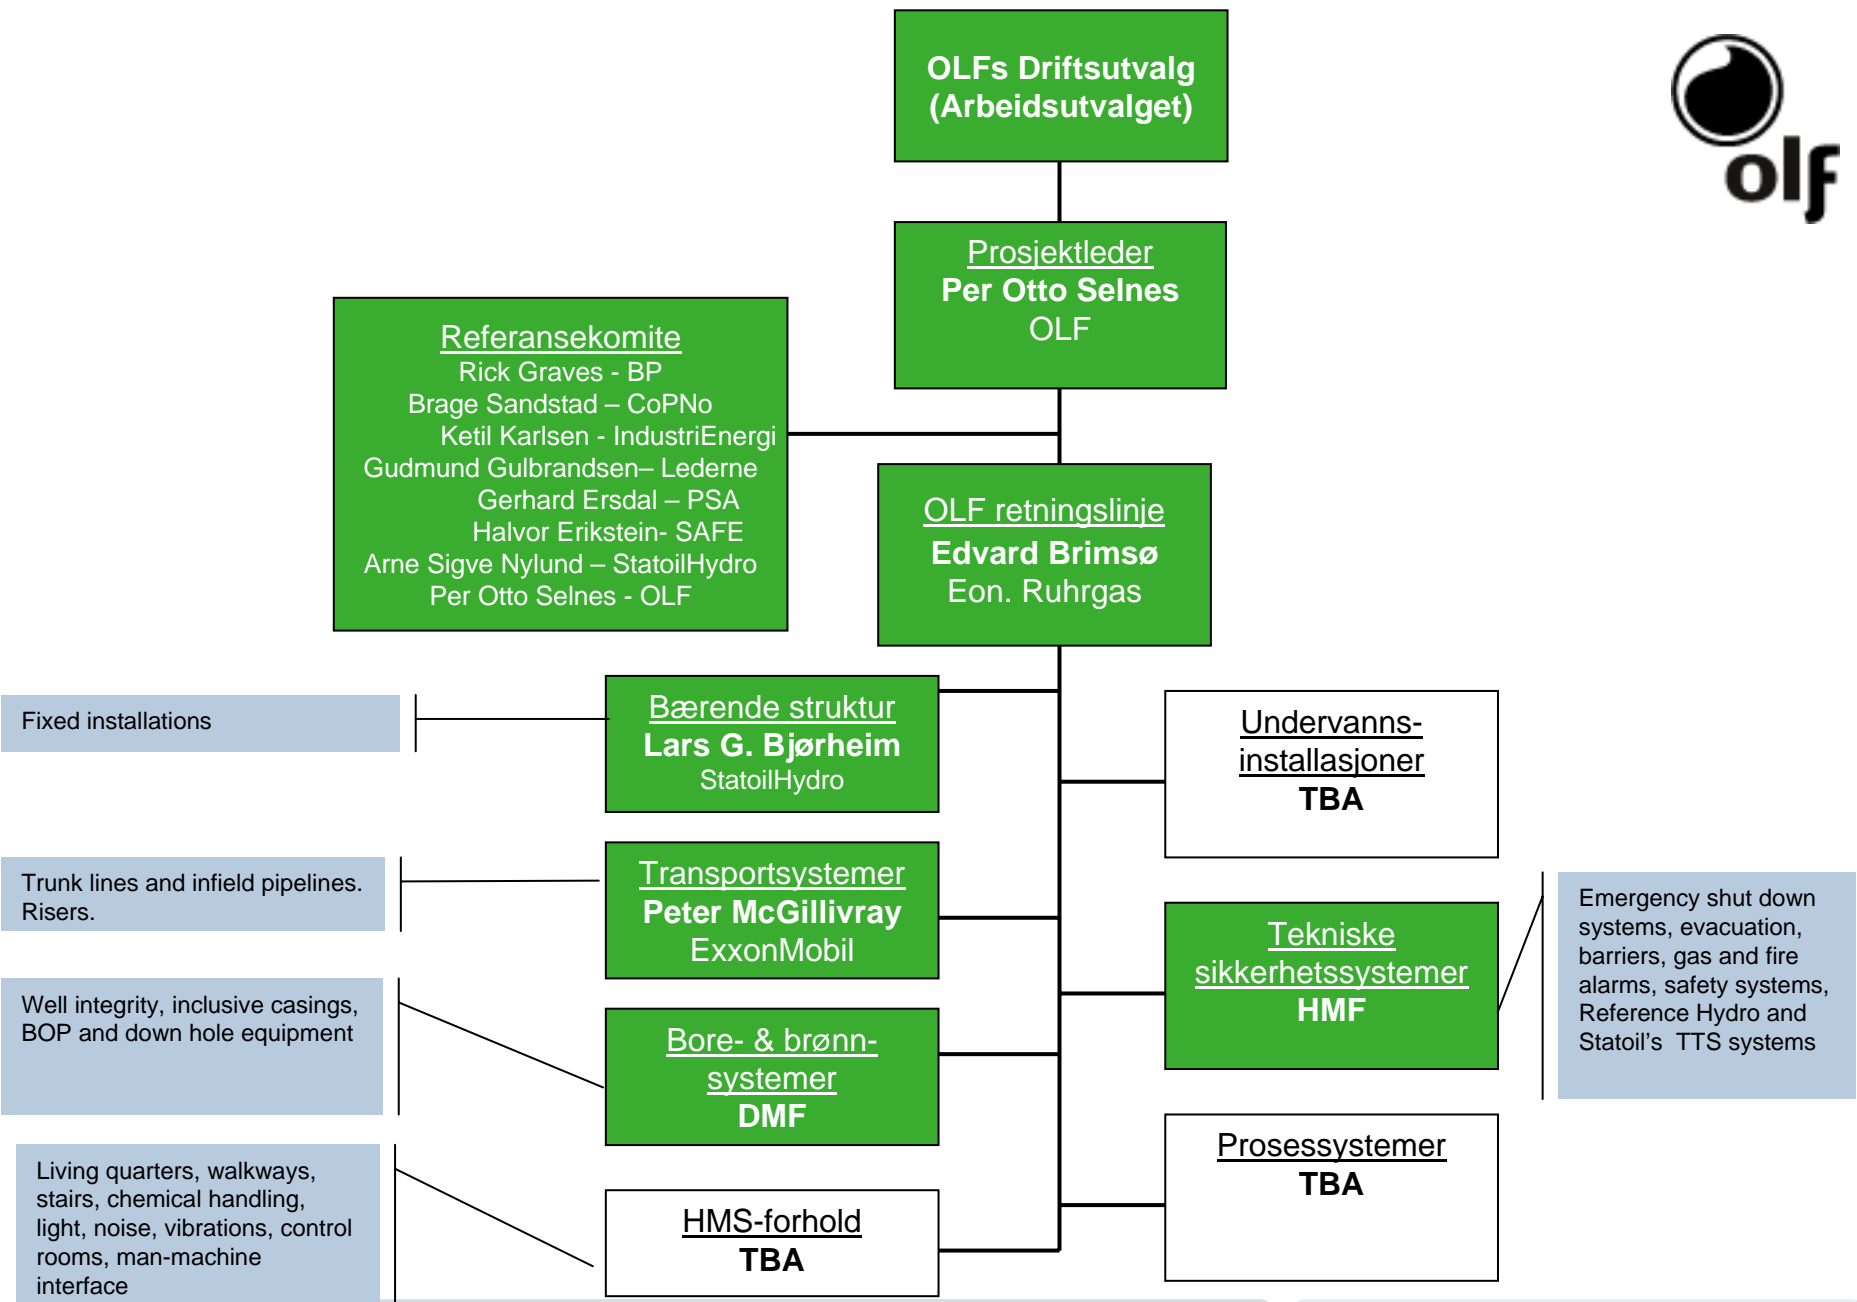 OLFs Driftsutvalg
(Arbeidsutvalget)
olf
Prosjektleder
Per Otto Selnes
OLF
Referansekomite
Rick Graves - BP
Brage Sandstad – CoPNo
Ketil Karlsen - IndustriEnergi
Gudmund Gulbrandsen– Lederne
Gerhard Ersdal – PSA
Halvor Erikstein- SAFE
Arne Sigve Nylund – StatoilHydro
Per Otto Selnes - OLF
OLF retningslinje
Edvard Brimsø
Eon. Ruhrgas
Fixed installations
Bærende struktur
Lars G. Bjørheim
StatoilHydro
Undervanns-
installasjoner
TBA
Trunk lines and infield pipelines.
Risers.
Transportsystemer
Peter McGillivray
ExxonMobil
Tekniske
sikkerhetssystemer
HMF
Emergency shut down
systems, evacuation,
barriers, gas and fire
alarms, safety systems,
Reference Hydro and
Statoil’s  TTS systems
Well integrity, inclusive casings,
BOP and down hole equipment
Bore- & brønn-
systemer
DMF
Prosessystemer
TBA
Living quarters, walkways,
stairs, chemical handling,
light, noise, vibrations, control
rooms, man-machine
interface
HMS-forhold
TBA